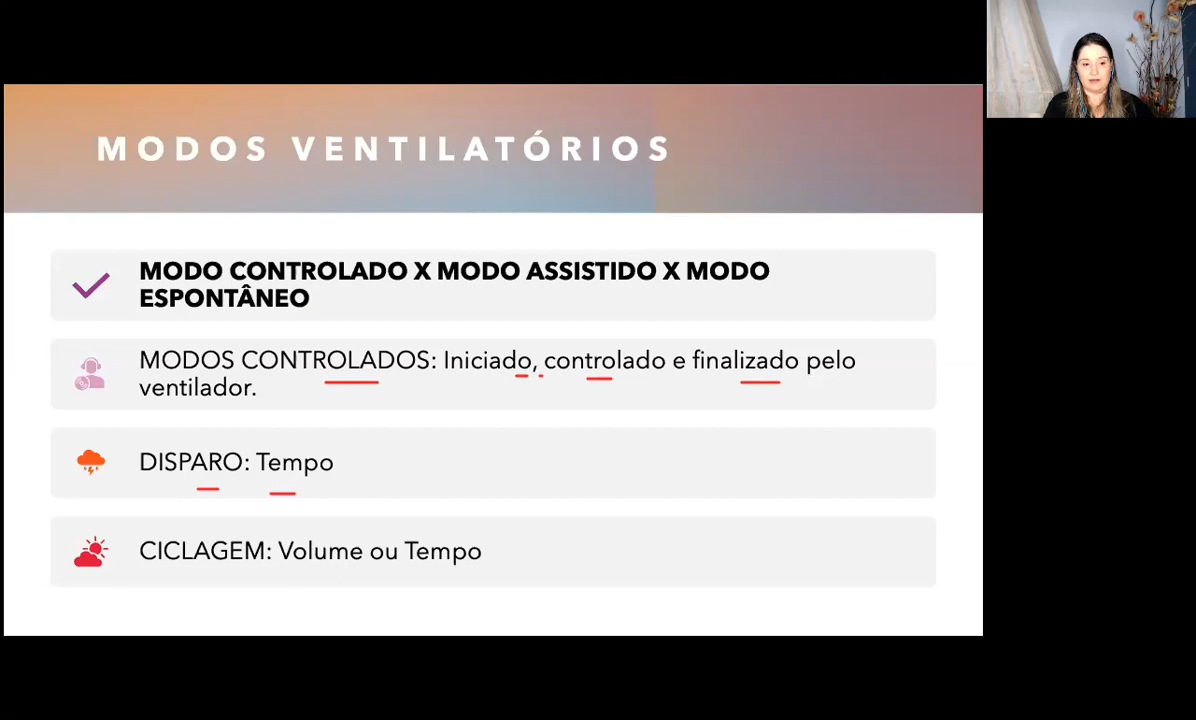 MODOS VENTILATÓRIOS
MODO CONTROLADO X MODO ASSISTIDO X MODO
ESPONTÂNEO
MODOS CONTROLADOS: Iniciado, controlado e finalizado pelo
ventilador.
DISPARO: Tempo
CICLAGEM: Volume ou Tempo